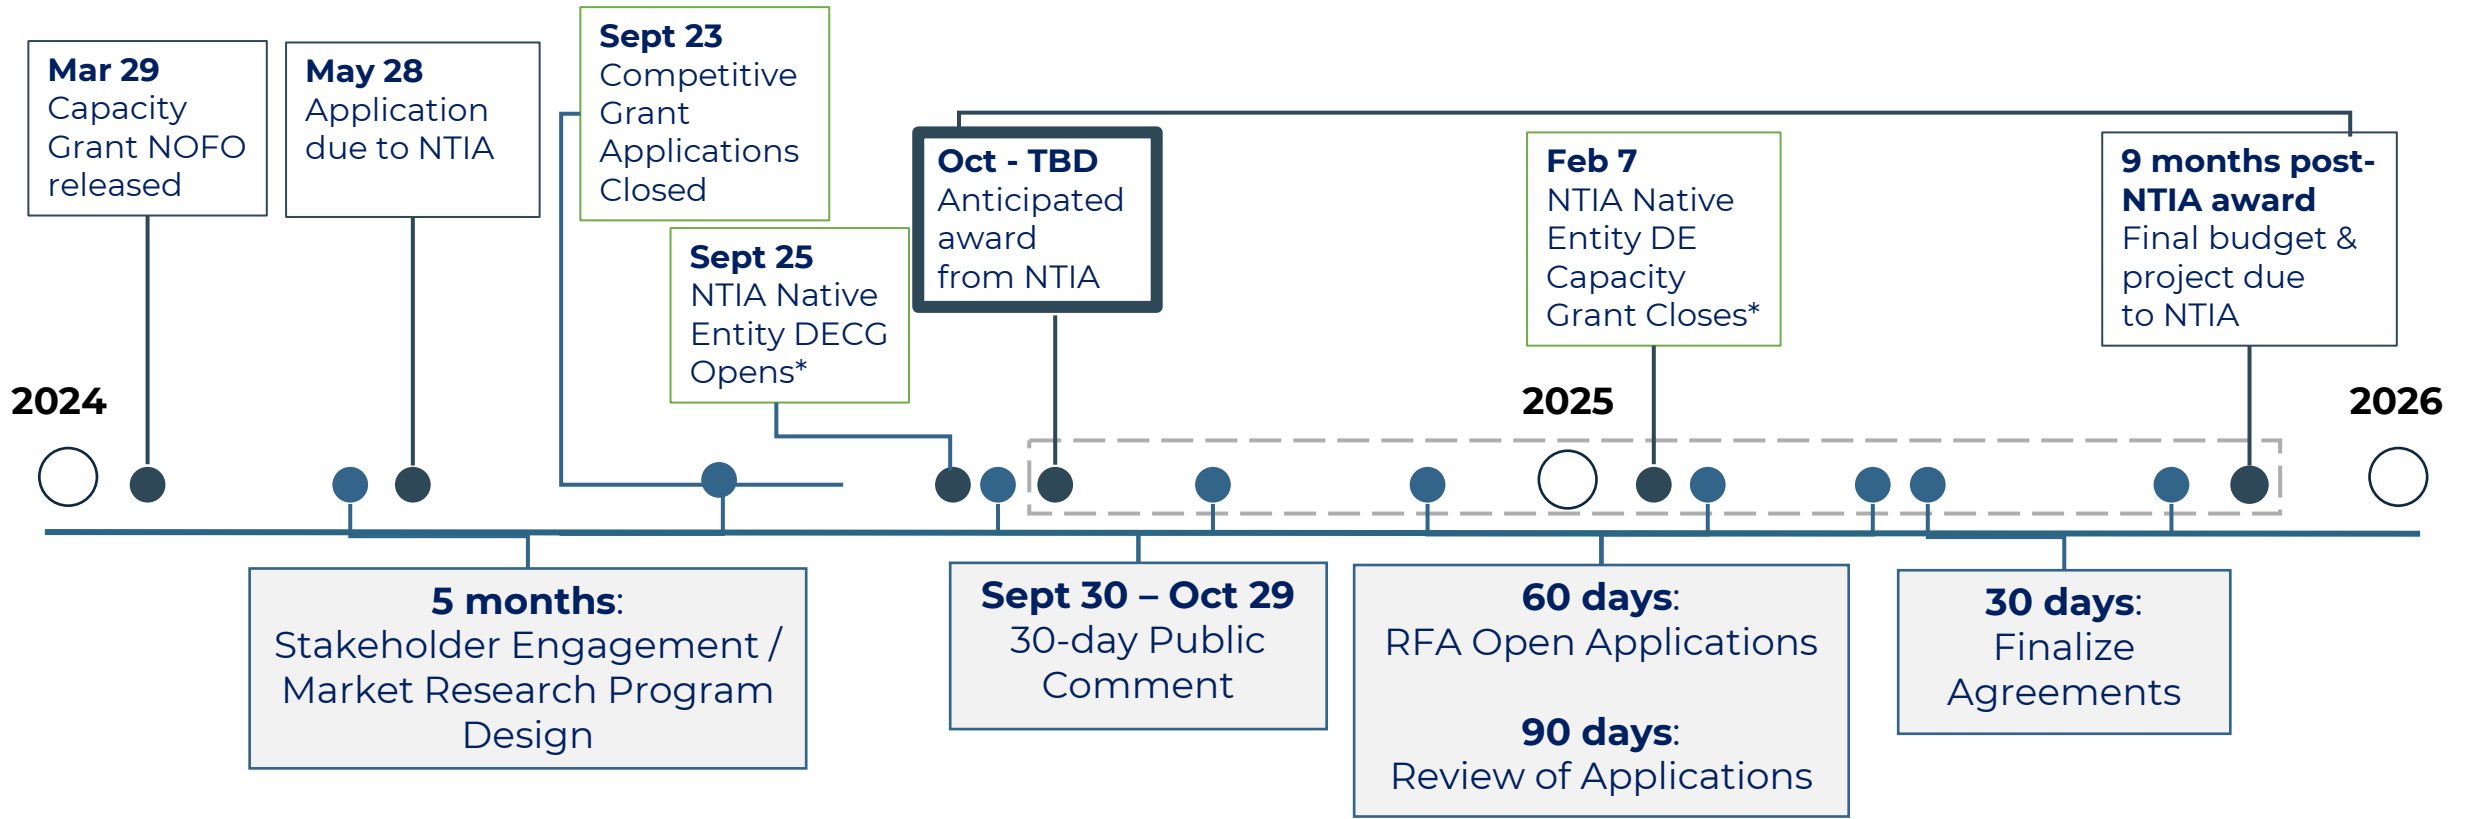 Mar 29
Capacity
Grant NOFO
released
May 28
Application
due to NTIA
Sept 23
Competitive
Grant
Applications
Closed
Sept 25
NTIA Native
Entity DECG
Opens*
Oct - TBD
Anticipated
award
from NTIA
Feb 7
NTIA Native
Entity DE
Capacity
Grant Closes*
9 months post-
NTIA award
Final budget &
project due
to NTIA
2024
2025
2026
5 months:
Stakeholder Engagement /
Market Research Program
Design
Sept 30 – Oct 29
30-day Public
Comment
60 days:
RFA Open Applications
90 days:
Review of Applications
30 days:
Finalize
Agreements